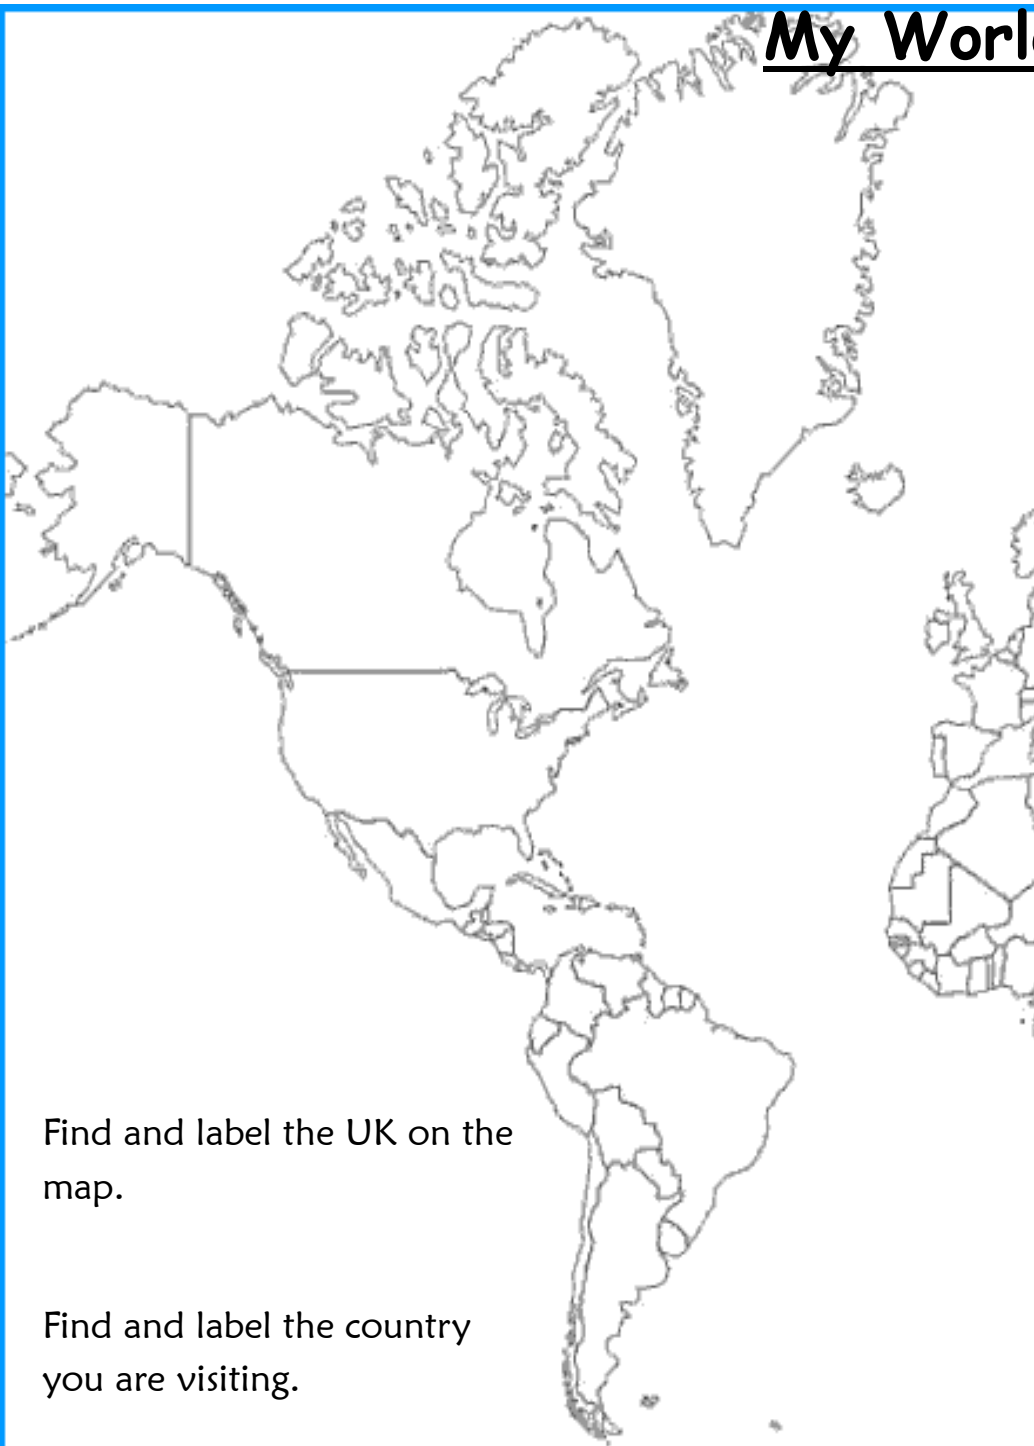 My Worl
Find and label the UK on the
map.
Find and label the country
you are visiting.